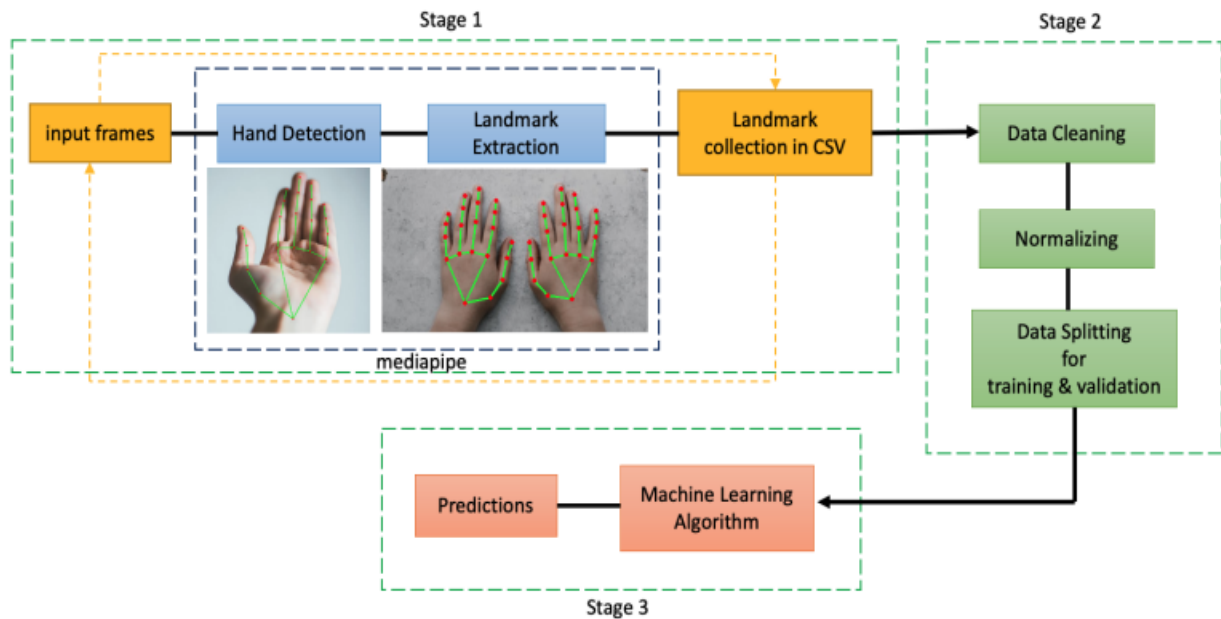 Stage 1
Stage 2
input frames
Hand Detection
Landmark
Extraction
Landmark
collection in CSV
mediapipe
Data Cleaning
Normalizing
Data Splitting
for
training & validation
Predictions
Machine Learning
Algorithm
Stage 3